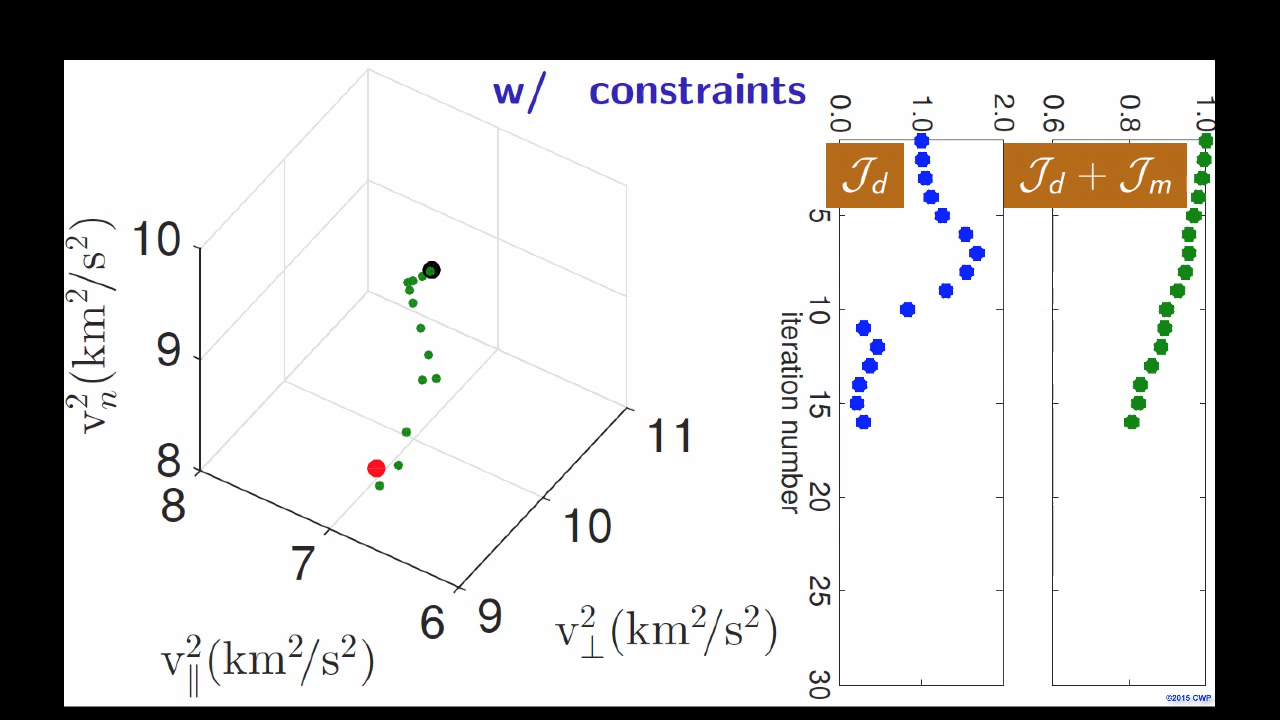 w/ constraints
10
9
8
v²ₙ(km²/s²)
8
7
6
v²∥(km²/s²)
9
10
11
v²⊥(km²/s²)
0.0
1.0
2.0
𝒥d
5
10
15
20
25
30
iteration number
0.6
0.8
1.0
𝒥d + 𝒥m
©2015 CWP